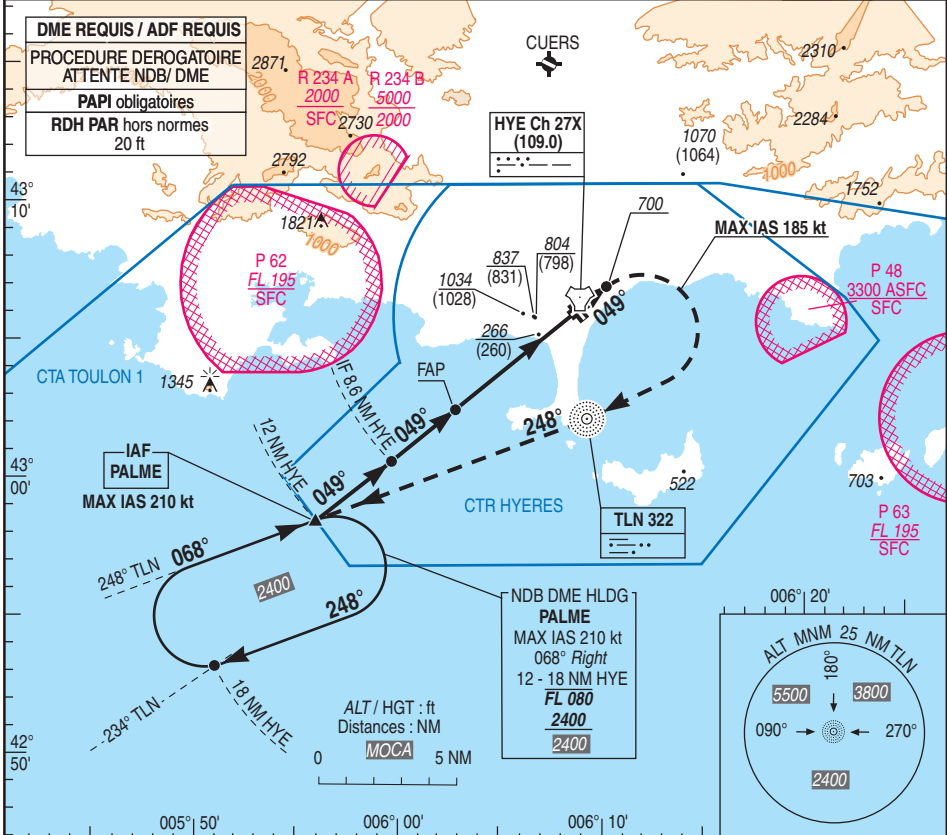 DME REQUIS / ADF REQUIS
PROCEDURE DEROGATOIRE
ATTENTE NDB/ DME
PAPI obligatoires
RDH PAR hors normes
20 ft
2871
2000
R 234 A
2000
SFC
R 234 B
5000
2000
2730
2792
CUERS
2310
2284
HYE Ch 27X
(109.0)
1070
(1064)
1000
1752
43°
10'
1821
1000
P 62
FL 195
SFC
700
MAX IAS 185 kt
804
(798)
837
(831)
1034
(1028)
266
(260)
049°
P 48
3300 ASFC
SFC
CTA TOULON 1
1345
FAP
IF 8.6 NM HYE
049°
248°
12 NM HYE
049°
IAF
PALME
MAX IAS 210 kt
43°
00'
CTR HYERES
522
703
TLN 322
P 63
FL 195
SFC
068°
248° TLN
2400
248°
NDB DME HLDG
PALME
MAX IAS 210 kt
068° Right
12 - 18 NM HYE
FL 080
2400
2400
234° TLN
18 NM HYE
ALT / HGT : ft
Distances : NM
MOCA
0 5 NM
006° 20'
ALT MNM 25 NM TLN
180°
5500
3800
090°
270°
2400
42°
50'
005° 50'
006° 00'
006° 10'